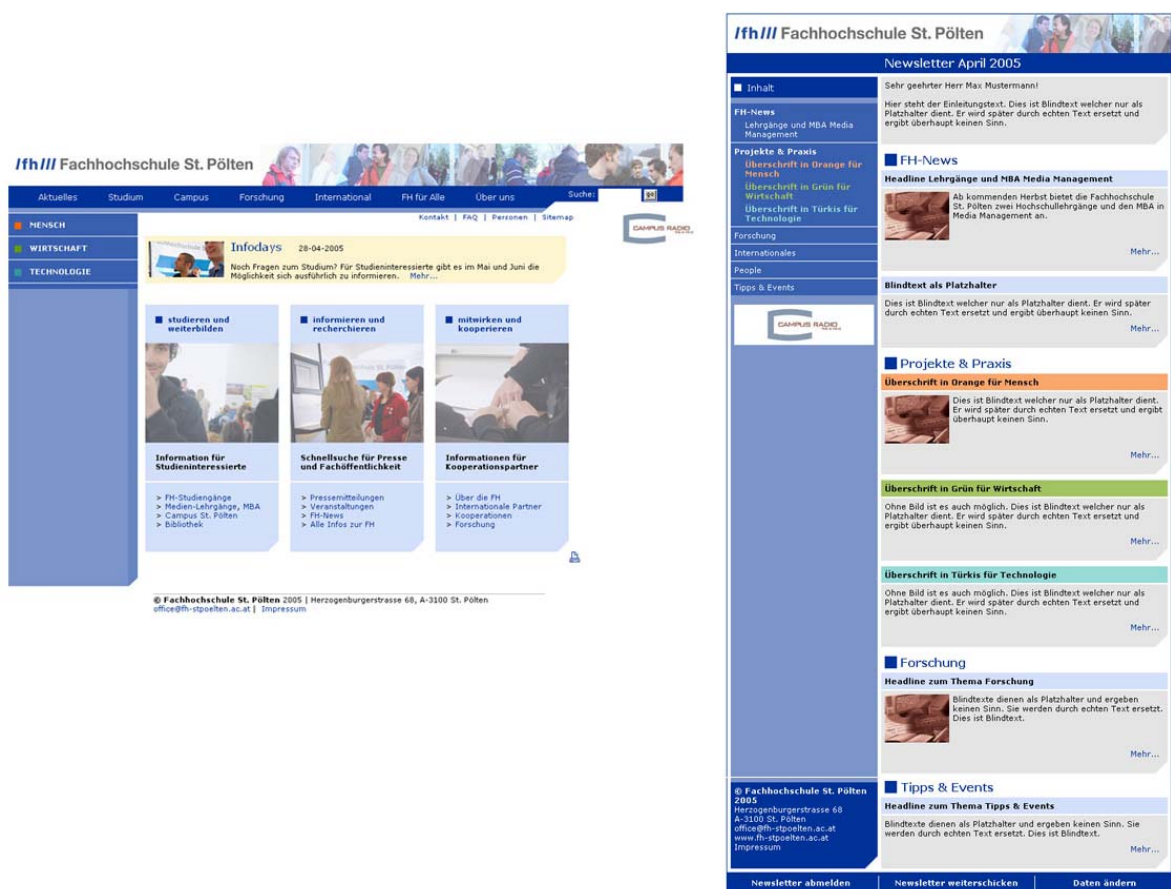 /fh/// Fachhochschule St. Pölten
Aktuelles Studium Campus Forschung International FH für Alle Über uns Suche: go
Kontakt | FAQ | Personen | Sitemap
MENSCH
WIRTSCHAFT
TECHNOLOGIE
CAMPUS RADIO
Infodays 28-04-2005
Noch Fragen zum Studium? Für Studieninteressierte gibt es im Mai und Juni die
Möglichkeit sich ausführlich zu informieren. Mehr...
studieren und
weiterbilden
Information für
Studieninteressierte
> FH-Studiengänge
> Medien-Lehrgänge, MBA
> Campus St. Pölten
> Bibliothek
informieren und
recherchieren
Schnellsuche für Presse
und Fachöffentlichkeit
> Pressemitteilungen
> Veranstaltungen
> FH-News
> Alle Infos zur FH
mitwirken und
kooperieren
Informationen für
Kooperationspartner
> Über die FH
> Internationale Partner
> Kooperationen
> Forschung
© Fachhochschule St. Pölten 2005 | Herzogenburgerstrasse 68, A-3100 St. Pölten
office@fh-stpoelten.ac.at | Impressum
/fh/// Fachhochschule St. Pölten
Newsletter April 2005
Inhalt
FH-News
Lehrgänge und MBA Media
Management
Projekte & Praxis
Überschrift in Orange für
Mensch
Überschrift in Grün für
Wirtschaft
Überschrift in Türkis für
Technologie
Forschung
Internationales
People
Tipps & Events
CAMPUS RADIO
© Fachhochschule St. Pölten
2005
Herzogenburgerstrasse 68
A-3100 St. Pölten
office@fh-stpoelten.ac.at
www.fh-stpoelten.ac.at
Impressum
Sehr geehrter Herr Max Mustermann!
Hier steht der Einleitungstext. Dies ist Blindtext welcher nur als
Platzhalter dient. Er wird später durch echten Text ersetzt und
ergibt überhaupt keinen Sinn.
FH-News
Headline Lehrgänge und MBA Media Management
Ab kommenden Herbst bietet die Fachhochschule
St. Pölten zwei Hochschullehrgänge und den MBA in
Media Management an.
Mehr...
Blindtext als Platzhalter
Dies ist Blindtext welcher nur als Platzhalter dient. Er wird später
durch echten Text ersetzt und ergibt überhaupt keinen Sinn.
Mehr...
Projekte & Praxis
Überschrift in Orange für Mensch
Dies ist Blindtext welcher nur als Platzhalter dient.
Er wird später durch echten Text ersetzt und ergibt
überhaupt keinen Sinn.
Mehr...
Überschrift in Grün für Wirtschaft
Ohne Bild ist es auch möglich. Dies ist Blindtext welcher nur als
Platzhalter dient. Er wird später durch echten Text ersetzt und
ergibt überhaupt keinen Sinn.
Mehr...
Überschrift in Türkis für Technologie
Ohne Bild ist es auch möglich. Dies ist Blindtext welcher nur als
Platzhalter dient. Er wird später durch echten Text ersetzt und
ergibt überhaupt keinen Sinn.
Mehr...
Forschung
Headline zum Thema Forschung
Blindtexte dienen als Platzhalter und ergeben
keinen Sinn. Sie werden durch echten Text ersetzt.
Dies ist Blindtext.
Mehr...
Tipps & Events
Headline zum Thema Tipps & Events
Blindtexte dienen als Platzhalter und ergeben keinen Sinn. Sie
werden durch echten Text ersetzt. Dies ist Blindtext.
Mehr...
Newsletter abmelden Newsletter weiterschicken Daten ändern